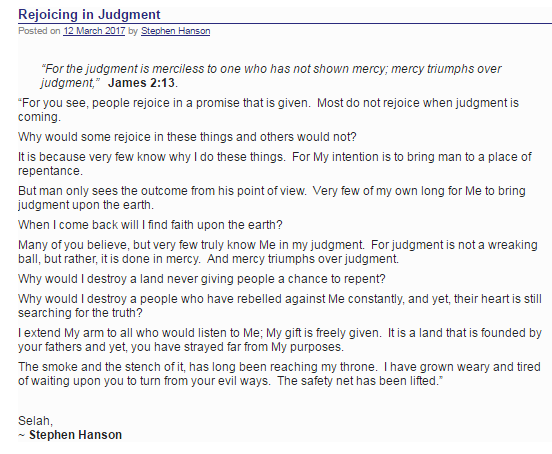 Rejoicing in Judgment
Posted on 12 March 2017 by Stephen Hanson
“For the judgment is merciless to one who has not shown mercy; mercy triumphs over
judgment,”  James 2:13.
“For you see, people rejoice in a promise that is given.  Most do not rejoice when judgment is
coming.
Why would some rejoice in these things and others would not?
It is because very few know why I do these things.  For My intention is to bring man to a place of
repentance.
But man only sees the outcome from his point of view.  Very few of my own long for Me to bring
judgment upon the earth.
When I come back will I find faith upon the earth?
Many of you believe, but very few truly know Me in my judgment.  For judgment is not a wreaking
ball, but rather, it is done in mercy.  And mercy triumphs over judgment.
Why would I destroy a land never giving people a chance to repent?
Why would I destroy a people who have rebelled against Me constantly, and yet, their heart is still
searching for the truth?
I extend My arm to all who would listen to Me; My gift is freely given.  It is a land that is founded by
your fathers and yet, you have strayed far from My purposes.
The smoke and the stench of it, has long been reaching my throne.  I have grown weary and tired
of waiting upon you to turn from your evil ways.  The safety net has been lifted.”
Selah,
~ Stephen Hanson